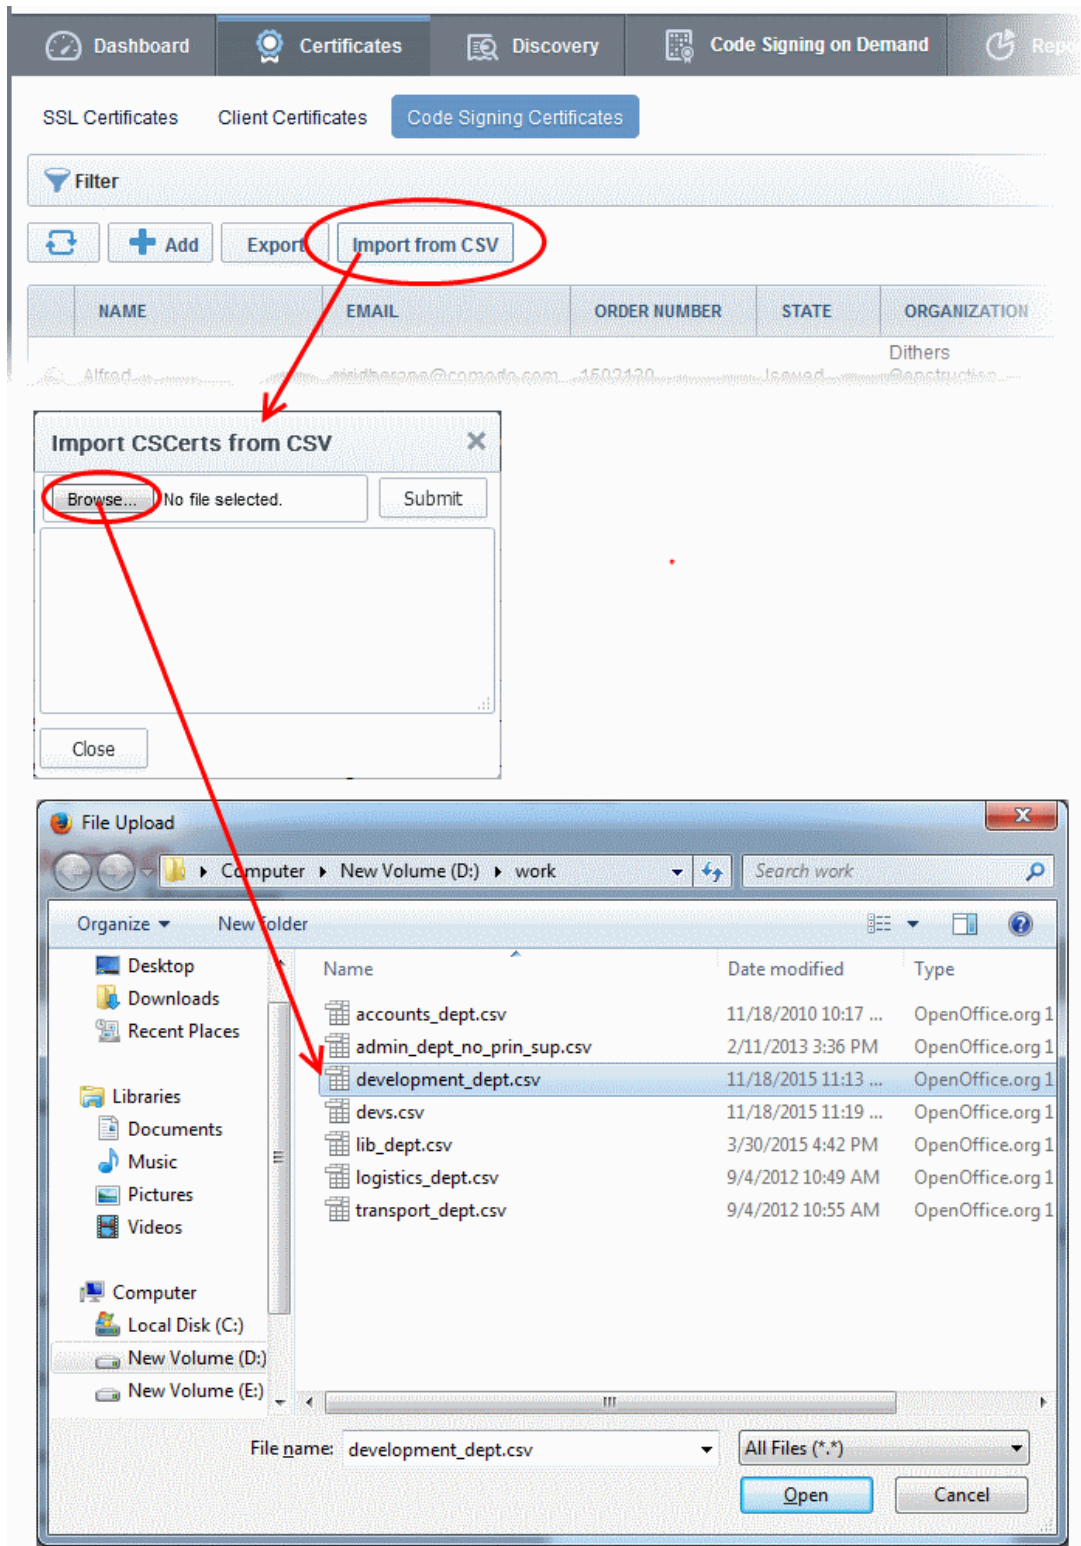 Dashboard Certificates Discovery Code Signing on Demand
SSL Certificates Client Certificates Code Signing Certificates
Filter
Add Export Import from CSV
NAME EMAIL ORDER NUMBER STATE ORGANIZATION
Dithers
Alfred
Import CSCerts from CSV
Browse... No file selected. Submit
Close
File Upload
Computer New Volume (D:) work Search work
Organize New folder
Desktop
Downloads
Recent Places
Libraries
Documents
Music
Pictures
Videos
Computer
Local Disk (C:)
New Volume (D:)
New Volume (E:)
Name Date modified Type
accounts_dept.csv 11/18/2010 10:17 ... OpenOffice.org 1
admin_dept_no_prin_sup.csv 2/11/2013 3:36 PM OpenOffice.org 1
development_dept.csv 11/18/2015 11:13 ... OpenOffice.org 1
devs.csv 11/18/2015 11:19 ... OpenOffice.org 1
lib_dept.csv 3/30/2015 4:42 PM OpenOffice.org 1
logistics_dept.csv 9/4/2012 10:49 AM OpenOffice.org 1
transport_dept.csv 9/4/2012 10:55 AM OpenOffice.org 1
File name: development_dept.csv All Files (*.*)
Open Cancel